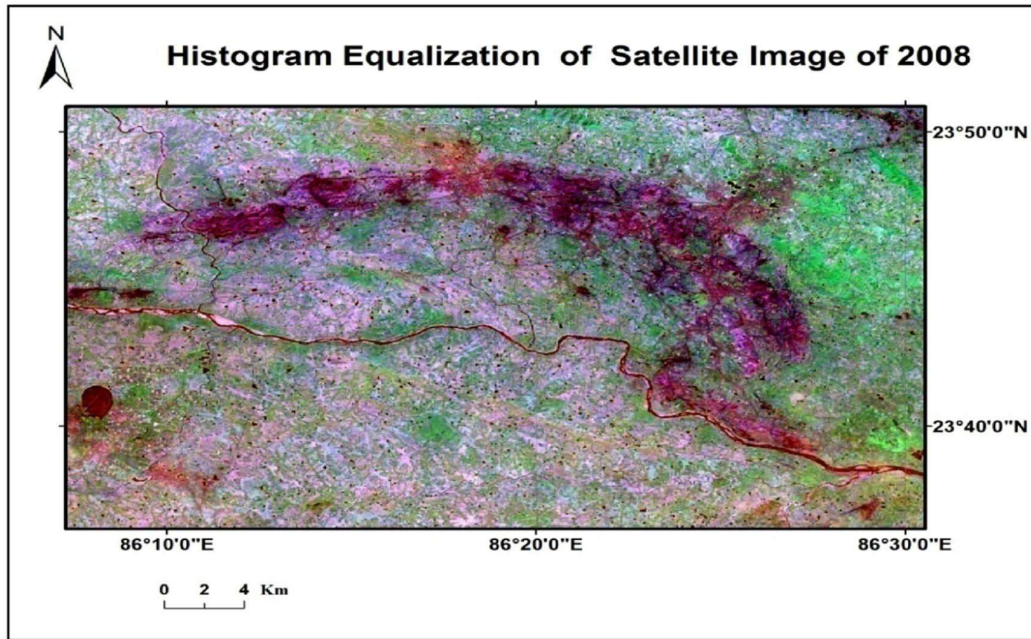 N
Histogram Equalization of Satellite Image of 2008
23°50'0"N
23°40'0"N
86°10'0"E 86°20'0"E 86°30'0"E
0 2 4 Km